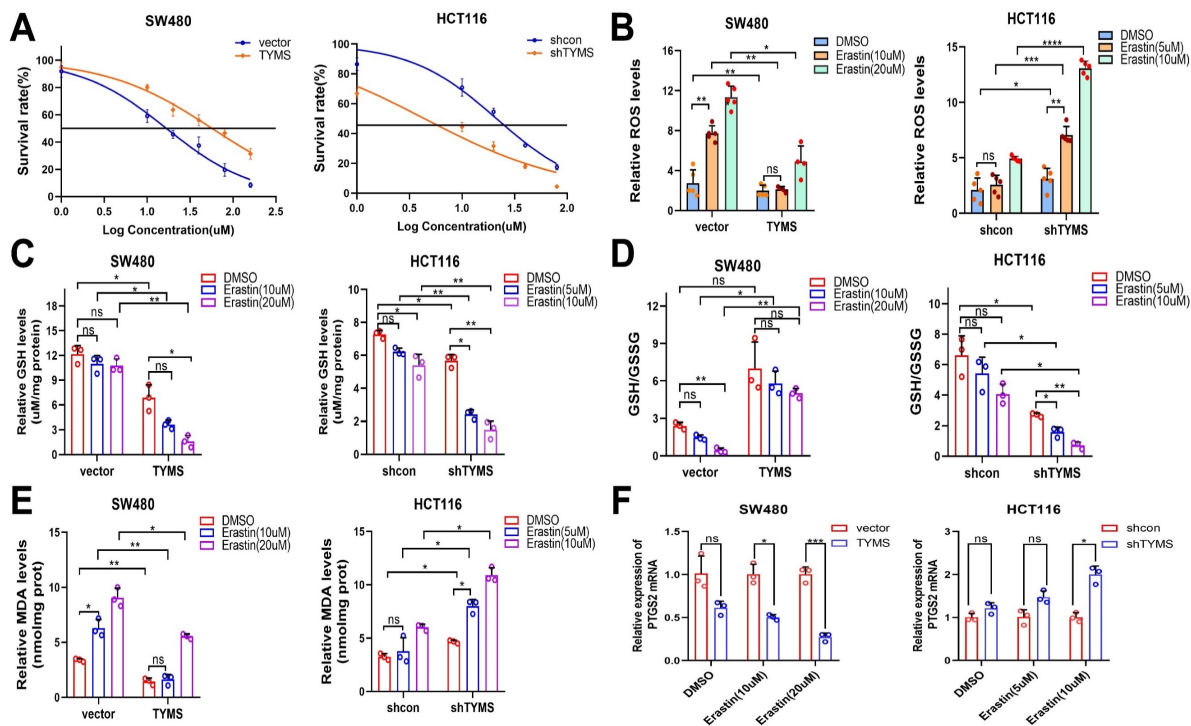 A
SW480
vector
TYMS
Survival rate(%)
100
80
60
40
20
0
0.0
0.5
1.0
1.5
2.0
2.5
Log Concentration(uM)
HCT116
shcon
shTYMS
Survival rate(%)
100
80
60
40
20
0
0.0
0.5
1.0
1.5
2.0
Log Concentration(uM)
B
SW480
DMSO
Erastin(10uM)
Erastin(20uM)
Relative ROS levels
16
12
8
4
0
*
**
**
**
ns
vector
TYMS
HCT116
DMSO
Erastin(5uM)
Erastin(10uM)
Relative ROS levels
15
10
5
0
****
***
*
**
ns
shcon
shTYMS
C
SW480
DMSO
Erastin(10uM)
Erastin(20uM)
Relative GSH levels
(uM/mg protein)
18
15
12
9
6
3
0
*
*
**
ns
ns
*
ns
vector
TYMS
HCT116
DMSO
Erastin(5uM)
Erastin(10uM)
Relative GSH levels
(uM/mg protein)
10
8
6
4
2
0
**
**
*
*
ns
**
*
shcon
shTYMS
D
SW480
DMSO
Erastin(10uM)
Erastin(20uM)
GSH/GSSG
12
9
6
3
0
ns
*
**
ns
ns
**
ns
vector
TYMS
HCT116
DMSO
Erastin(5uM)
Erastin(10uM)
GSH/GSSG
10
8
6
4
2
0
*
ns
ns
*
*
**
*
shcon
shTYMS
E
SW480
DMSO
Erastin(10uM)
Erastin(20uM)
Relative MDA levels
(nmolmg prot)
15
10
5
0
*
**
**
*
ns
vector
TYMS
HCT116
DMSO
Erastin(5uM)
Erastin(10uM)
Relative MDA levels
(nmolmg prot)
15
10
5
0
*
*
*
*
ns
shcon
shTYMS
F
SW480
vector
TYMS
Relative expression of
PTGS2 mRNA
1.5
1.0
0.5
0.0
ns
*
***
DMSO
Erastin(10uM)
Erastin(20uM)
HCT116
shcon
shTYMS
Relative expression of
PTGS2 mRNA
3
2
1
0
ns
ns
*
DMSO
Erastin(5uM)
Erastin(10uM)